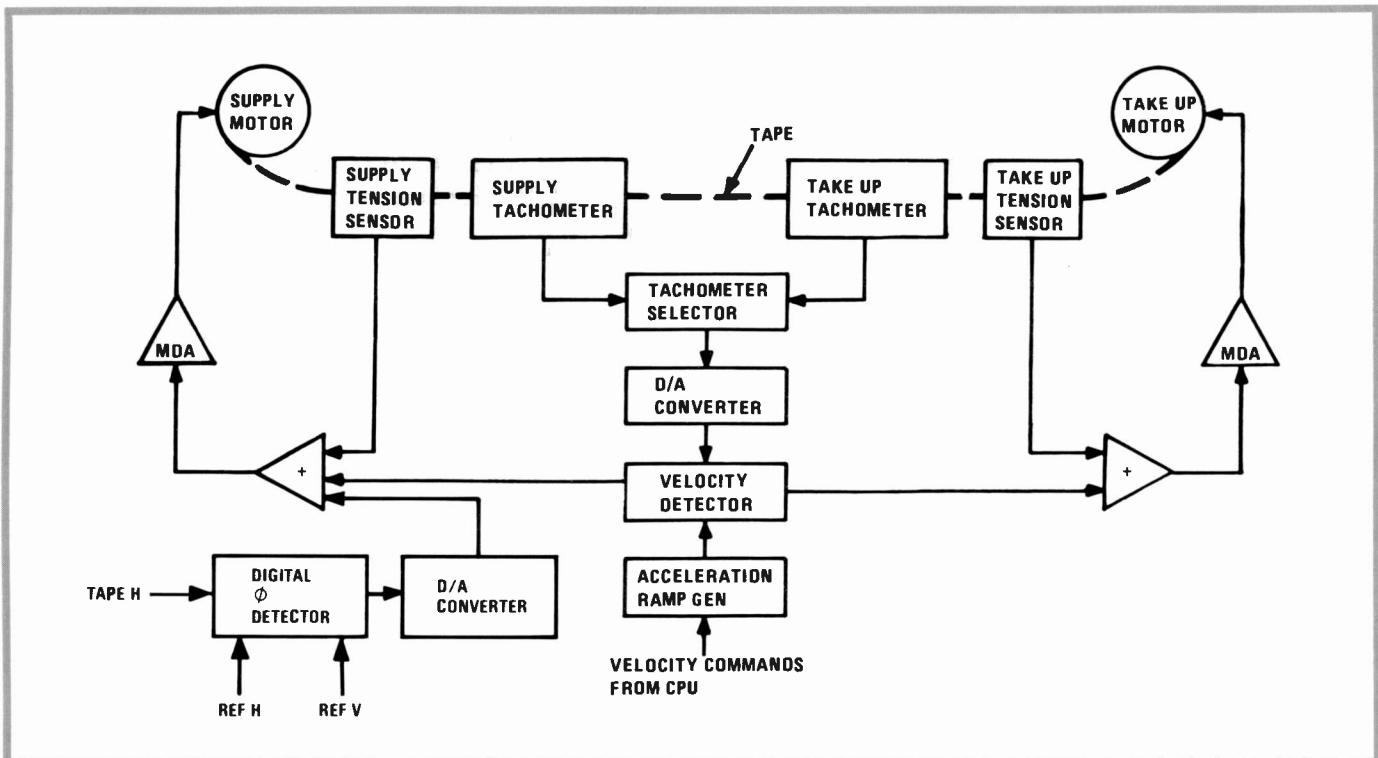 SUPPLY
MOTOR
TAKE UP
MOTOR
TAPE
SUPPLY
TENSION
SENSOR
SUPPLY
TACHOMETER
TAKE UP
TACHOMETER
TAKE UP
TENSION
SENSOR
TACHOMETER
SELECTOR
MDA
MDA
D/A
CONVERTER
+
VELOCITY
DETECTOR
+
TAPE H
DIGITAL
Ø
DETECTOR
D/A
CONVERTER
ACCELERATION
RAMP GEN
VELOCITY COMMANDS
FROM CPU
REF H
REF V